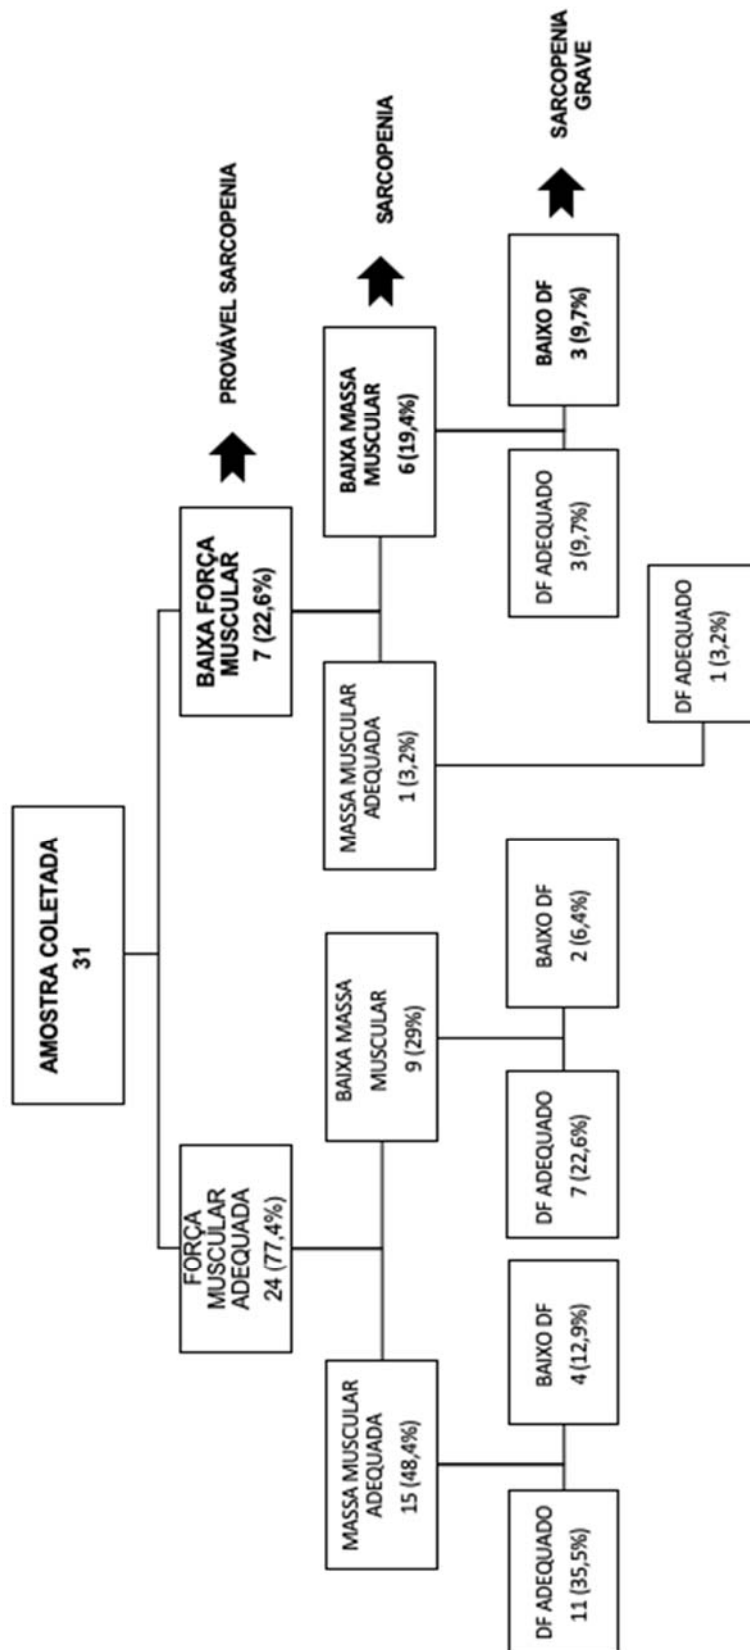 AMOSTRA COLETADA
31
FORÇA
MUSCULAR
ADEQUADA
24 (77,4%)
BAIXA FORÇA
MUSCULAR
7 (22,6%)
PROVÁVEL SARCOPENIA
MASSA MUSCULAR
ADEQUADA
15 (48,4%)
BAIXA MASSA
MUSCULAR
9 (29%)
MASSA MUSCULAR
ADEQUADA
1 (3,2%)
BAIXA MASSA
MUSCULAR
6 (19,4%)
SARCOPENIA
DF ADEQUADO
11 (35,5%)
BAIXO DF
4 (12,9%)
DF ADEQUADO
7 (22,6%)
BAIXO DF
2 (6,4%)
DF ADEQUADO
3 (9,7%)
BAIXO DF
3 (9,7%)
SARCOPENIA
GRAVE
DF ADEQUADO
1 (3,2%)